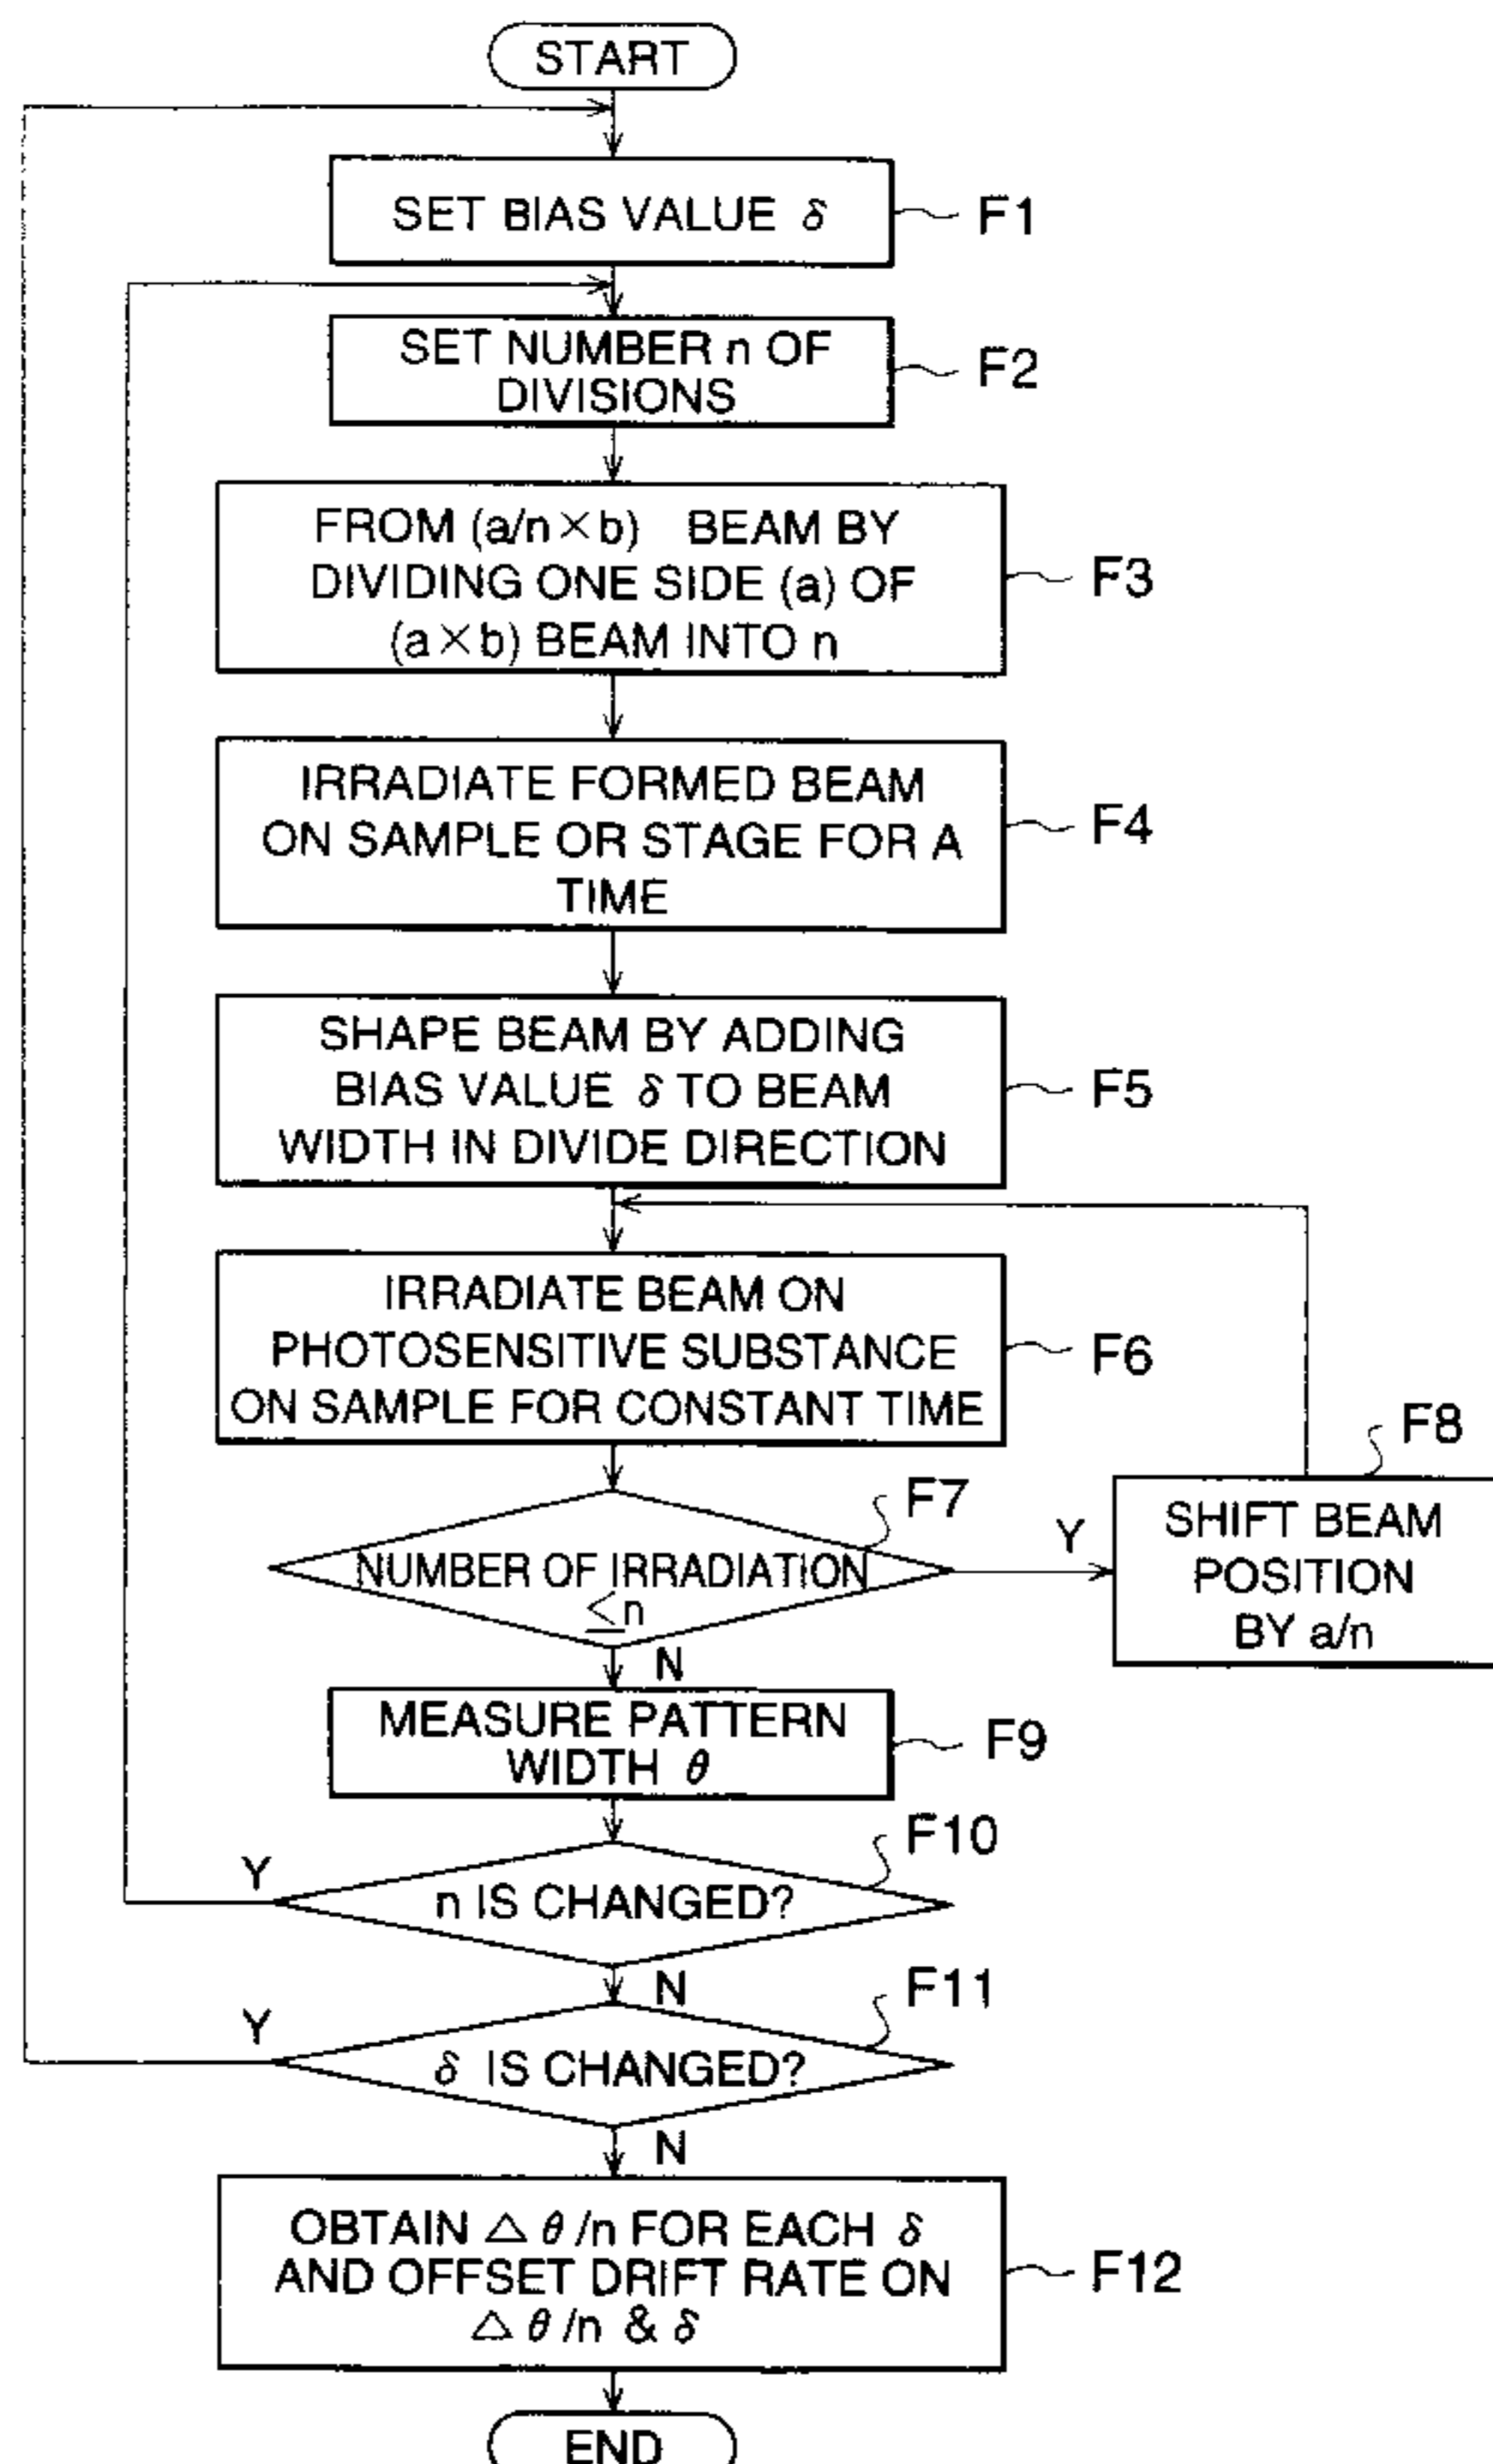 START
SET BIAS VALUE δ
F1
SET NUMBER n OF
DIVISIONS
F2
FROM (a/n×b) BEAM BY
DIVIDING ONE SIDE (a) OF
(a×b) BEAM INTO n
F3
IRRADIATE FORMED BEAM
ON SAMPLE OR STAGE FOR A
TIME
F4
SHAPE BEAM BY ADDING
BIAS VALUE δ TO BEAM
WIDTH IN DIVIDE DIRECTION
F5
IRRADIATE BEAM ON
PHOTOSENSITIVE SUBSTANCE
ON SAMPLE FOR CONSTANT TIME
F6
NUMBER OF IRRADIATION
≤n
F7
Y
F8
SHIFT BEAM
POSITION
BY a/n
N
MEASURE PATTERN
WIDTH θ
F9
n IS CHANGED?
F10
Y
N
δ IS CHANGED?
F11
Y
N
OBTAIN △θ/n FOR EACH δ
AND OFFSET DRIFT RATE ON
△θ/n & δ
F12
END